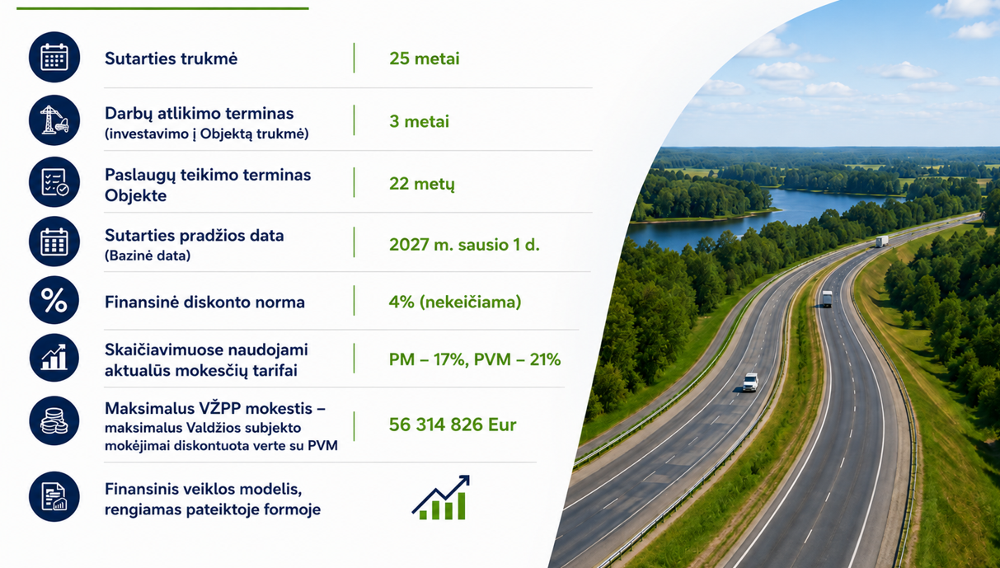 Sutarties trukmė
25 metai
Darbų atlikimo terminas
(investavimo į Objektą trukmė)
3 metai
Paslaugų teikimo terminas
Objekte
22 metų
Sutarties pradžios data
(Bazinė data)
2027 m. sausio 1 d.
%
Finansinė diskonto norma
4% (nekeičiama)
Skaičiavimuose naudojami
aktualūs mokesčių tarifai
PM – 17%, PVM – 21%
Maksimalus VŽPP mokestis –
maksimalus Valdžios subjekto
mokėjimai diskontuota verte su PVM
56 314 826 Eur
Finansinis veiklos modelis,
rengiamas pateiktoje formoje